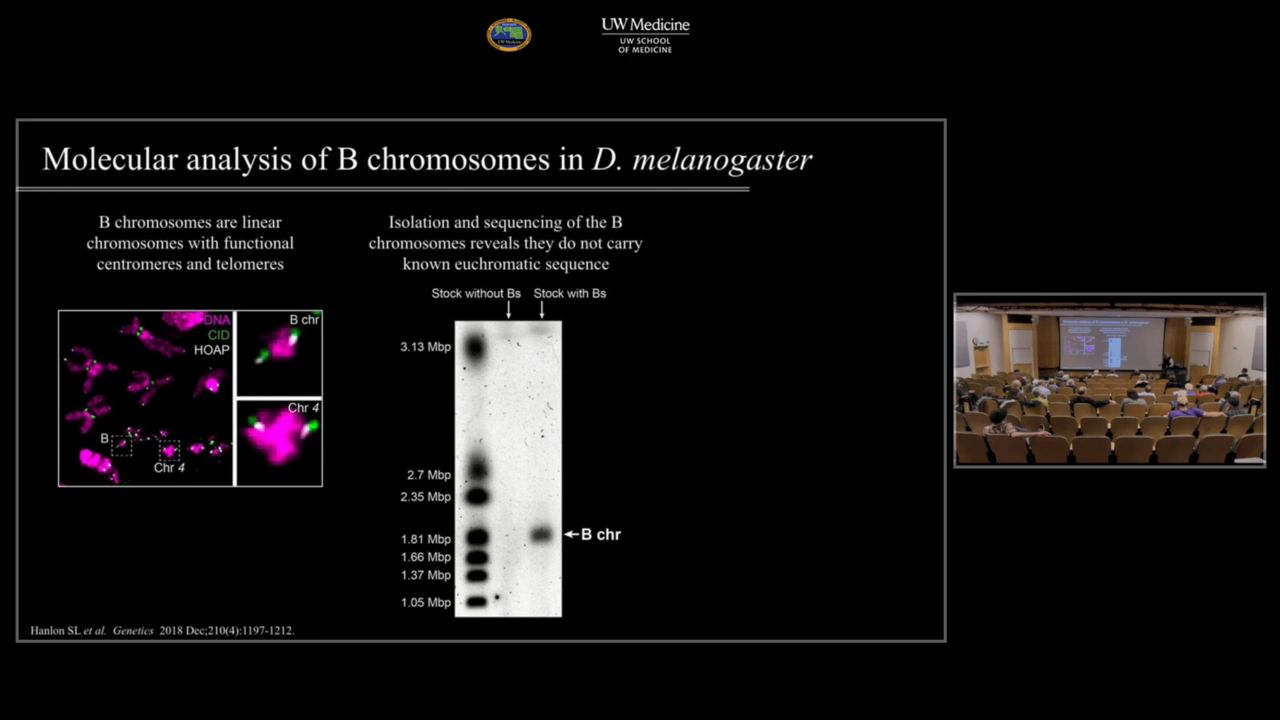 UW Medicine
UW SCHOOL
OF MEDICINE
Molecular analysis of B chromosomes in D. melanogaster
B chromosomes are linear
chromosomes with functional
centromeres and telomeres
Isolation and sequencing of the B
chromosomes reveals they do not carry
known euchromatic sequence
Stock without Bs
Stock with Bs
DNA
CID
HOAP
B chr
Chr 4
B
Chr 4
3.13 Mbp
2.7 Mbp
2.35 Mbp
1.81 Mbp
1.66 Mbp
1.37 Mbp
1.05 Mbp
B chr
Hanlon SL et al. Genetics 2018 Dec;210(4):1197-1212.